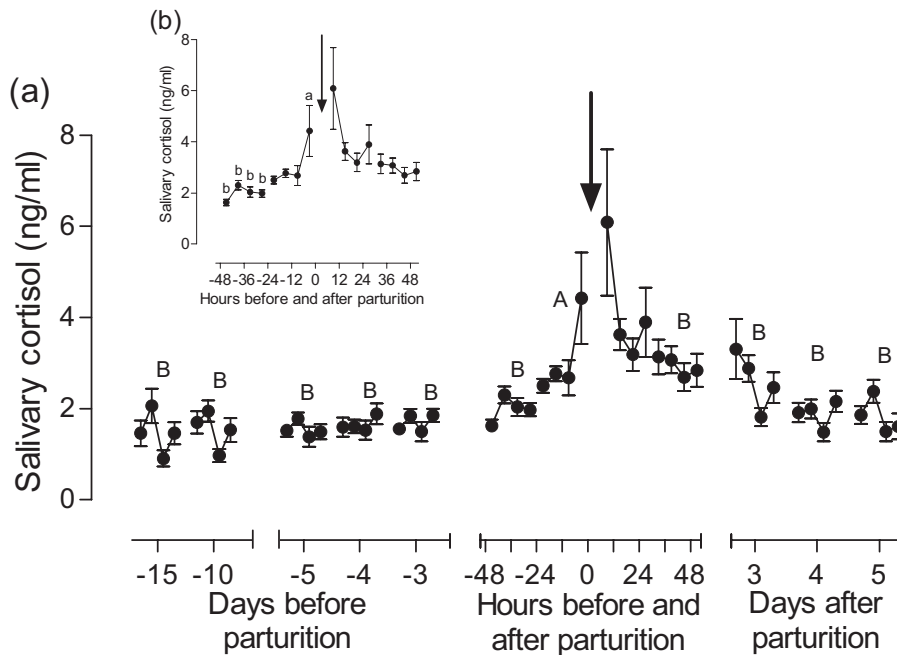 (b)
8
6
4
2
0
Salivary cortisol (ng/ml)
a
b
b
b
b
-48 -36 -24 -12 0 12 24 36 48
Hours before and after parturition
(a)
8
6
4
2
0
Salivary cortisol (ng/ml)
B
B
B
B
B
B
A
B
B
B
B
-15 -10
-5 -4 -3
-48 -24 0 24 48
3 4 5
Days before
parturition
Hours before and
after parturition
Days after
parturition